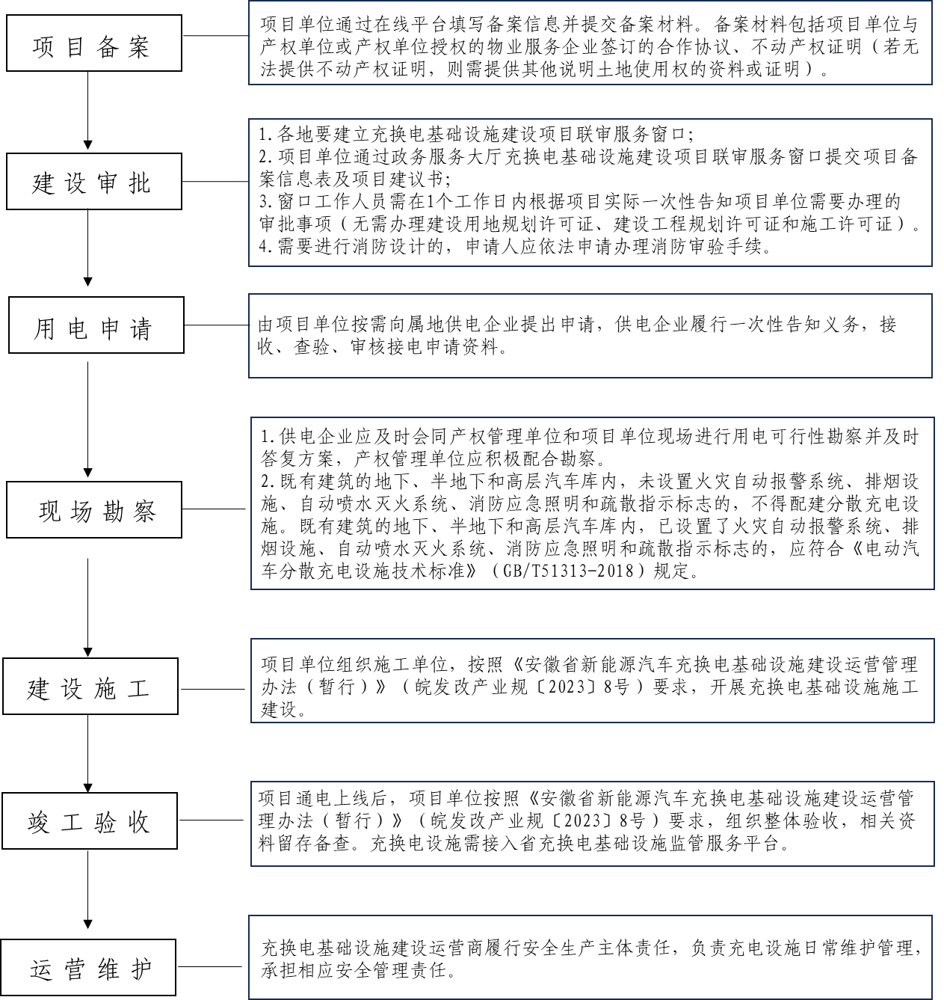 项目备案
项目单位通过在线平台填写备案信息并提交备案材料。备案材料包括项目单位与
产权单位或产权单位授权的物业服务企业签订的合作协议、不动产权证明（若无
法提供不动产权证明，则需提供其他说明土地使用权的资料或证明）。
建设审批
1.各地要建立充换电基础设施建设项目联审服务窗口；
2.项目单位通过政务服务大厅充换电基础设施建设项目联审服务窗口提交项目备
案信息表及项目建议书；
3.窗口工作人员需在1个工作日内根据项目实际一次性告知项目单位需要办理的
审批事项（无需办理建设用地规划许可证、建设工程规划许可证和施工许可证）。
4.需要进行消防设计的，申请人应依法申请办理消防审验手续。
用电申请
由项目单位按需向属地供电企业提出申请，供电企业履行一次性告知义务，接
收、查验、审核接电申请资料。
现场勘察
1.供电企业应及时会同产权管理单位和项目单位现场进行用电可行性勘察并及时
答复方案，产权管理单位应积极配合勘察。
2.既有建筑的地下、半地下和高层汽车库内，未设置火灾自动报警系统、排烟设
施、自动喷水灭火系统、消防应急照明和疏散指示标志的，不得配建分散充电设
施。既有建筑的地下、半地下和高层汽车库内，已设置了火灾自动报警系统、排
烟设施、自动喷水灭火系统、消防应急照明和疏散指示标志的，应符合《电动汽
车分散充电设施技术标准》（GB/T51313-2018）规定。
建设施工
项目单位组织施工单位，按照《安徽省新能源汽车充换电基础设施建设运营管理
办法（暂行）》（皖发改产业规〔2023〕8号）要求，开展充换电基础设施施工
建设。
竣工验收
项目通电上线后，项目单位按照《安徽省新能源汽车充换电基础设施建设运营管
理办法（暂行）》（皖发改产业规〔2023〕8号）要求，组织整体验收，相关资
料留存备查。充换电设施需接入省充换电基础设施监管服务平台。
运营维护
充换电基础设施建设运营商履行安全生产主体责任，负责充电设施日常维护管理，
承担相应安全管理责任。